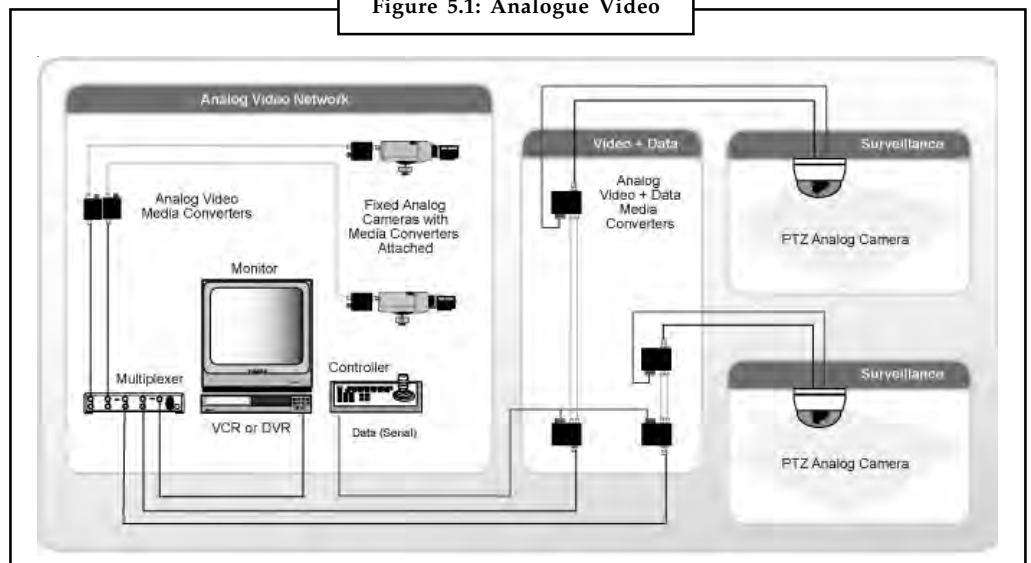 Figure 5.1: Analogue Video
Analog Video Network
Analog Video
Media Converters
Fixed Analog
Cameras with
Media Converters
Attached
Monitor
Multiplexer
VCR or DVR
Controller
Data (Serial)
Video + Data
Analog
Video + Data
Media
Converters
Surveillance
PTZ Analog Camera
Surveillance
PTZ Analog Camera